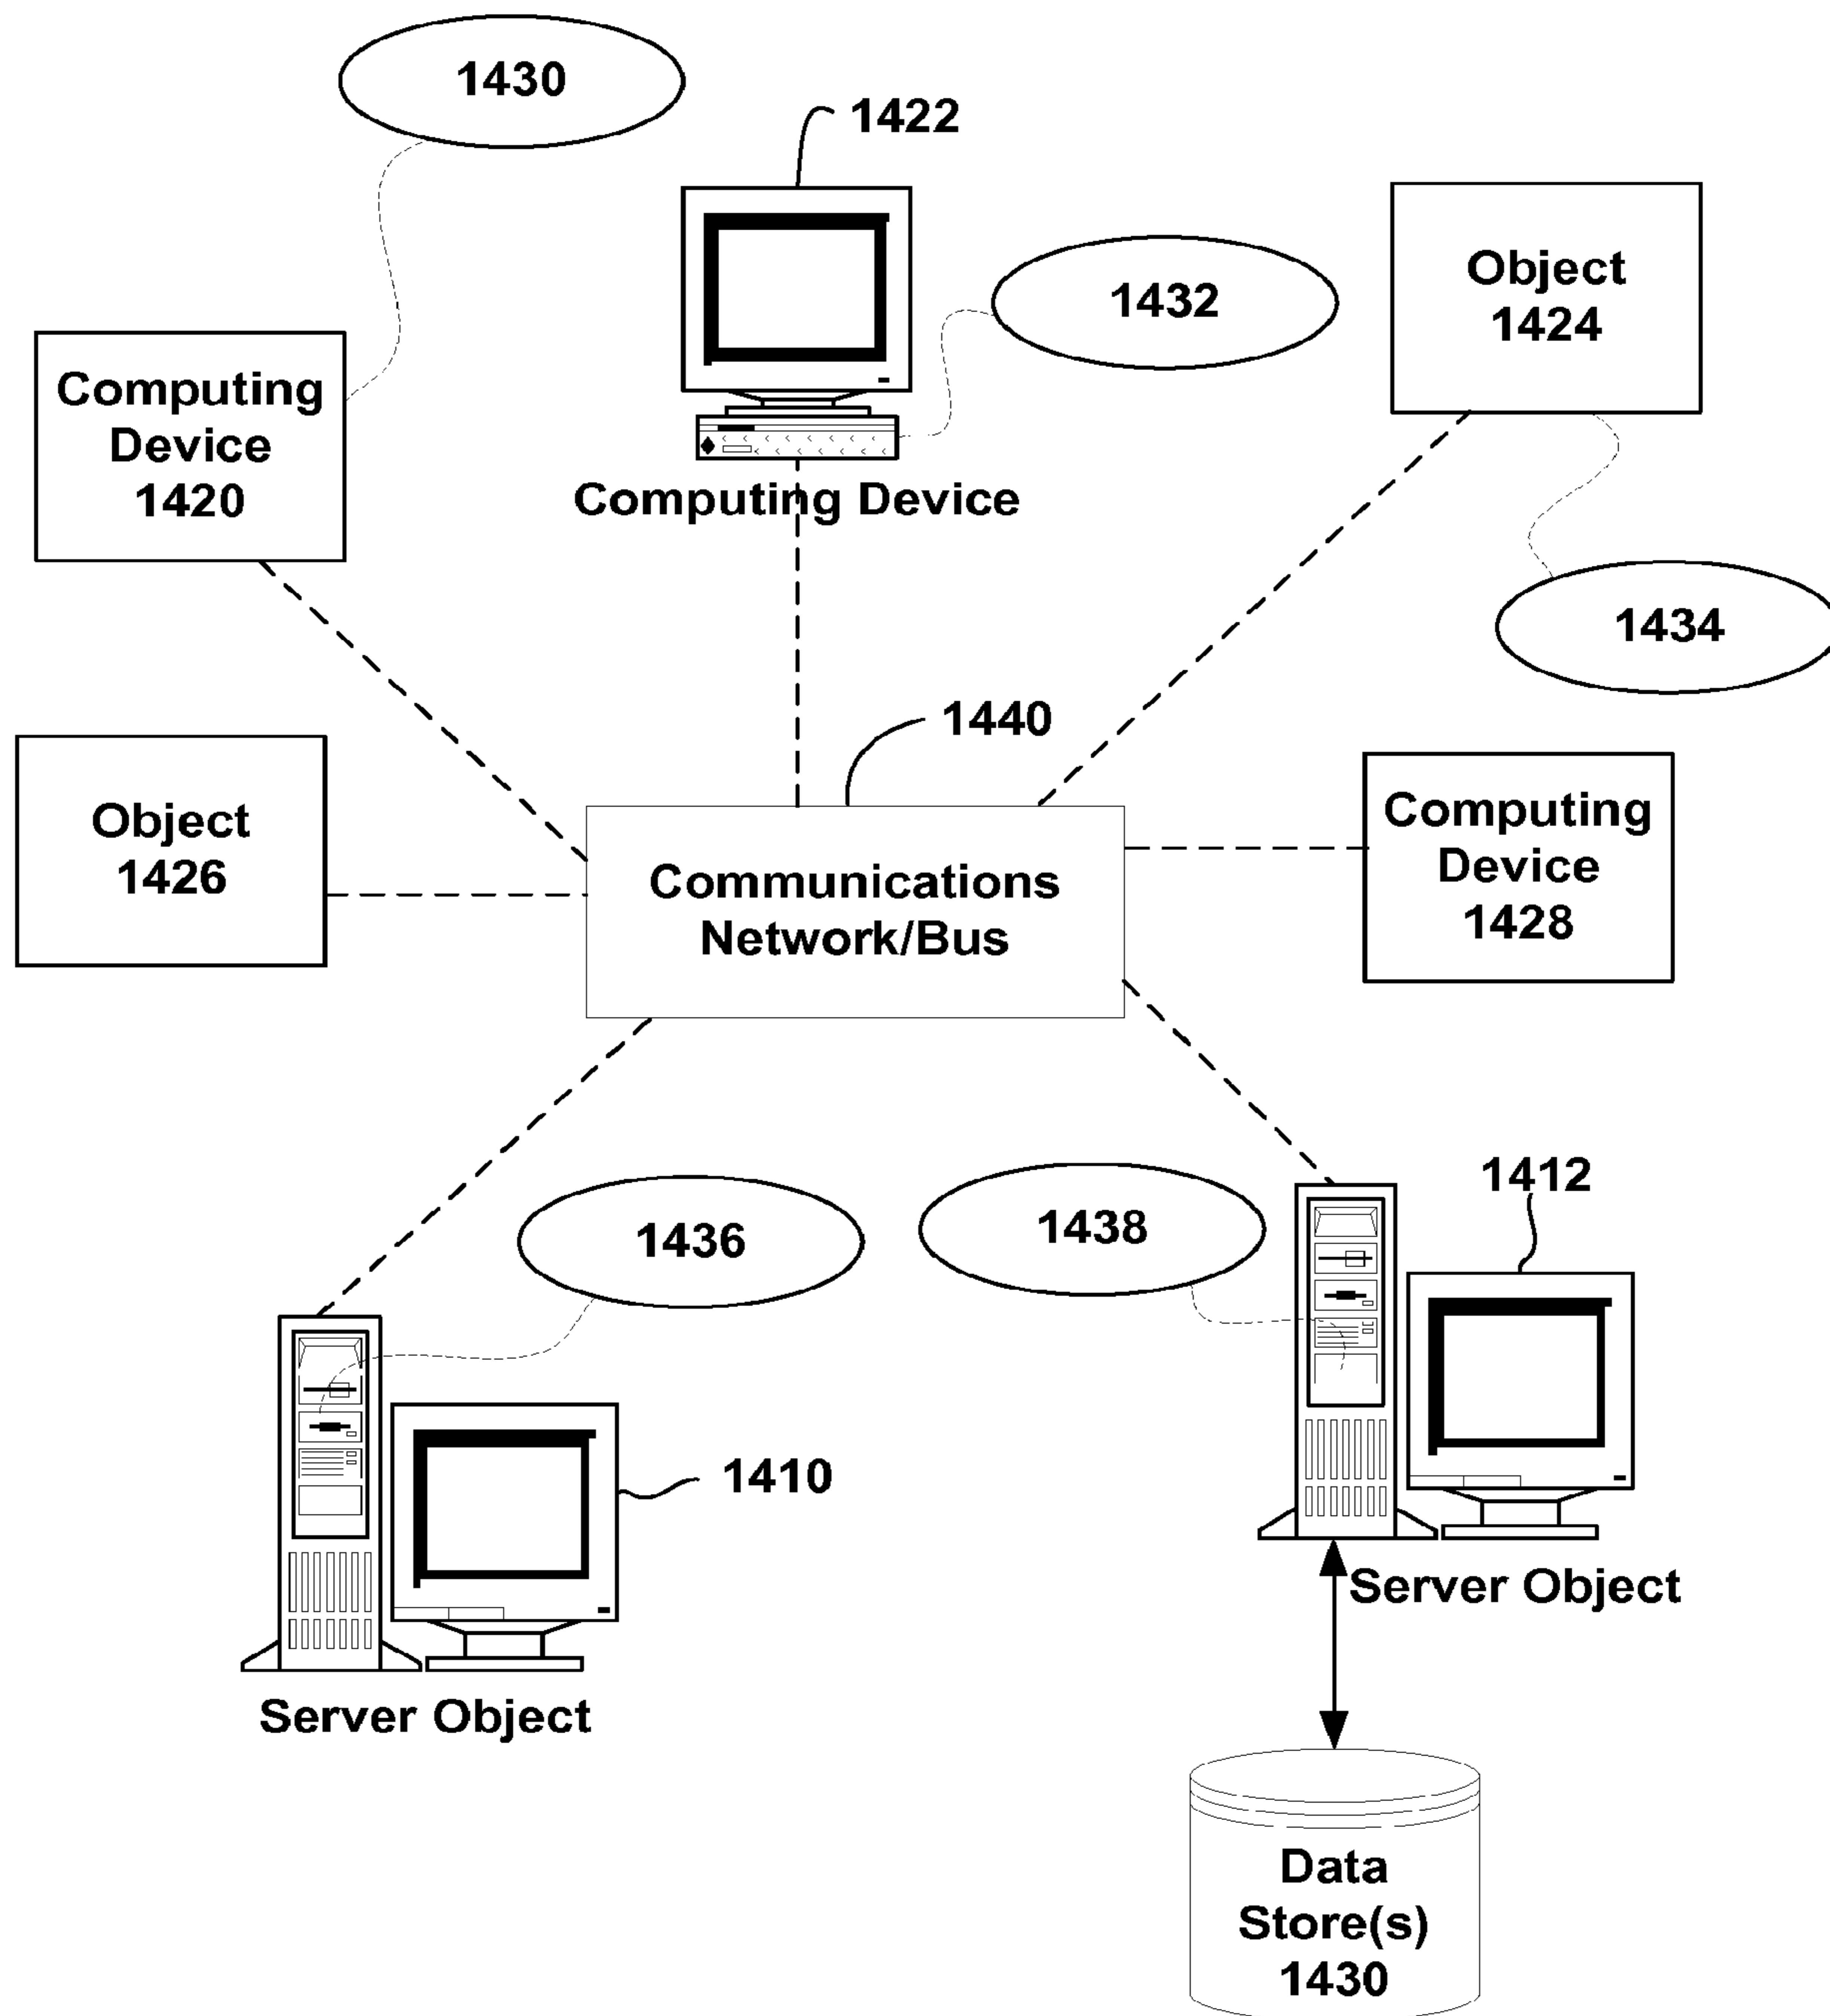 1430
1422
Computing
Device
1420
1432
Object
1424
Computing Device
1434
1440
Object
1426
Communications
Network/Bus
Computing
Device
1428
1436
1438
1412
1410
Server Object
Server Object
Data
Store(s)
1430